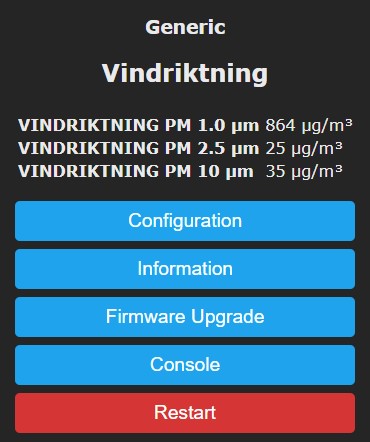 Generic
Vindriktning
VINDRIKTNING PM 1.0 µm 864 µg/m³
VINDRIKTNING PM 2.5 µm 25 µg/m³
VINDRIKTNING PM 10 µm 35 µg/m³
Configuration
Information
Firmware Upgrade
Console
Restart